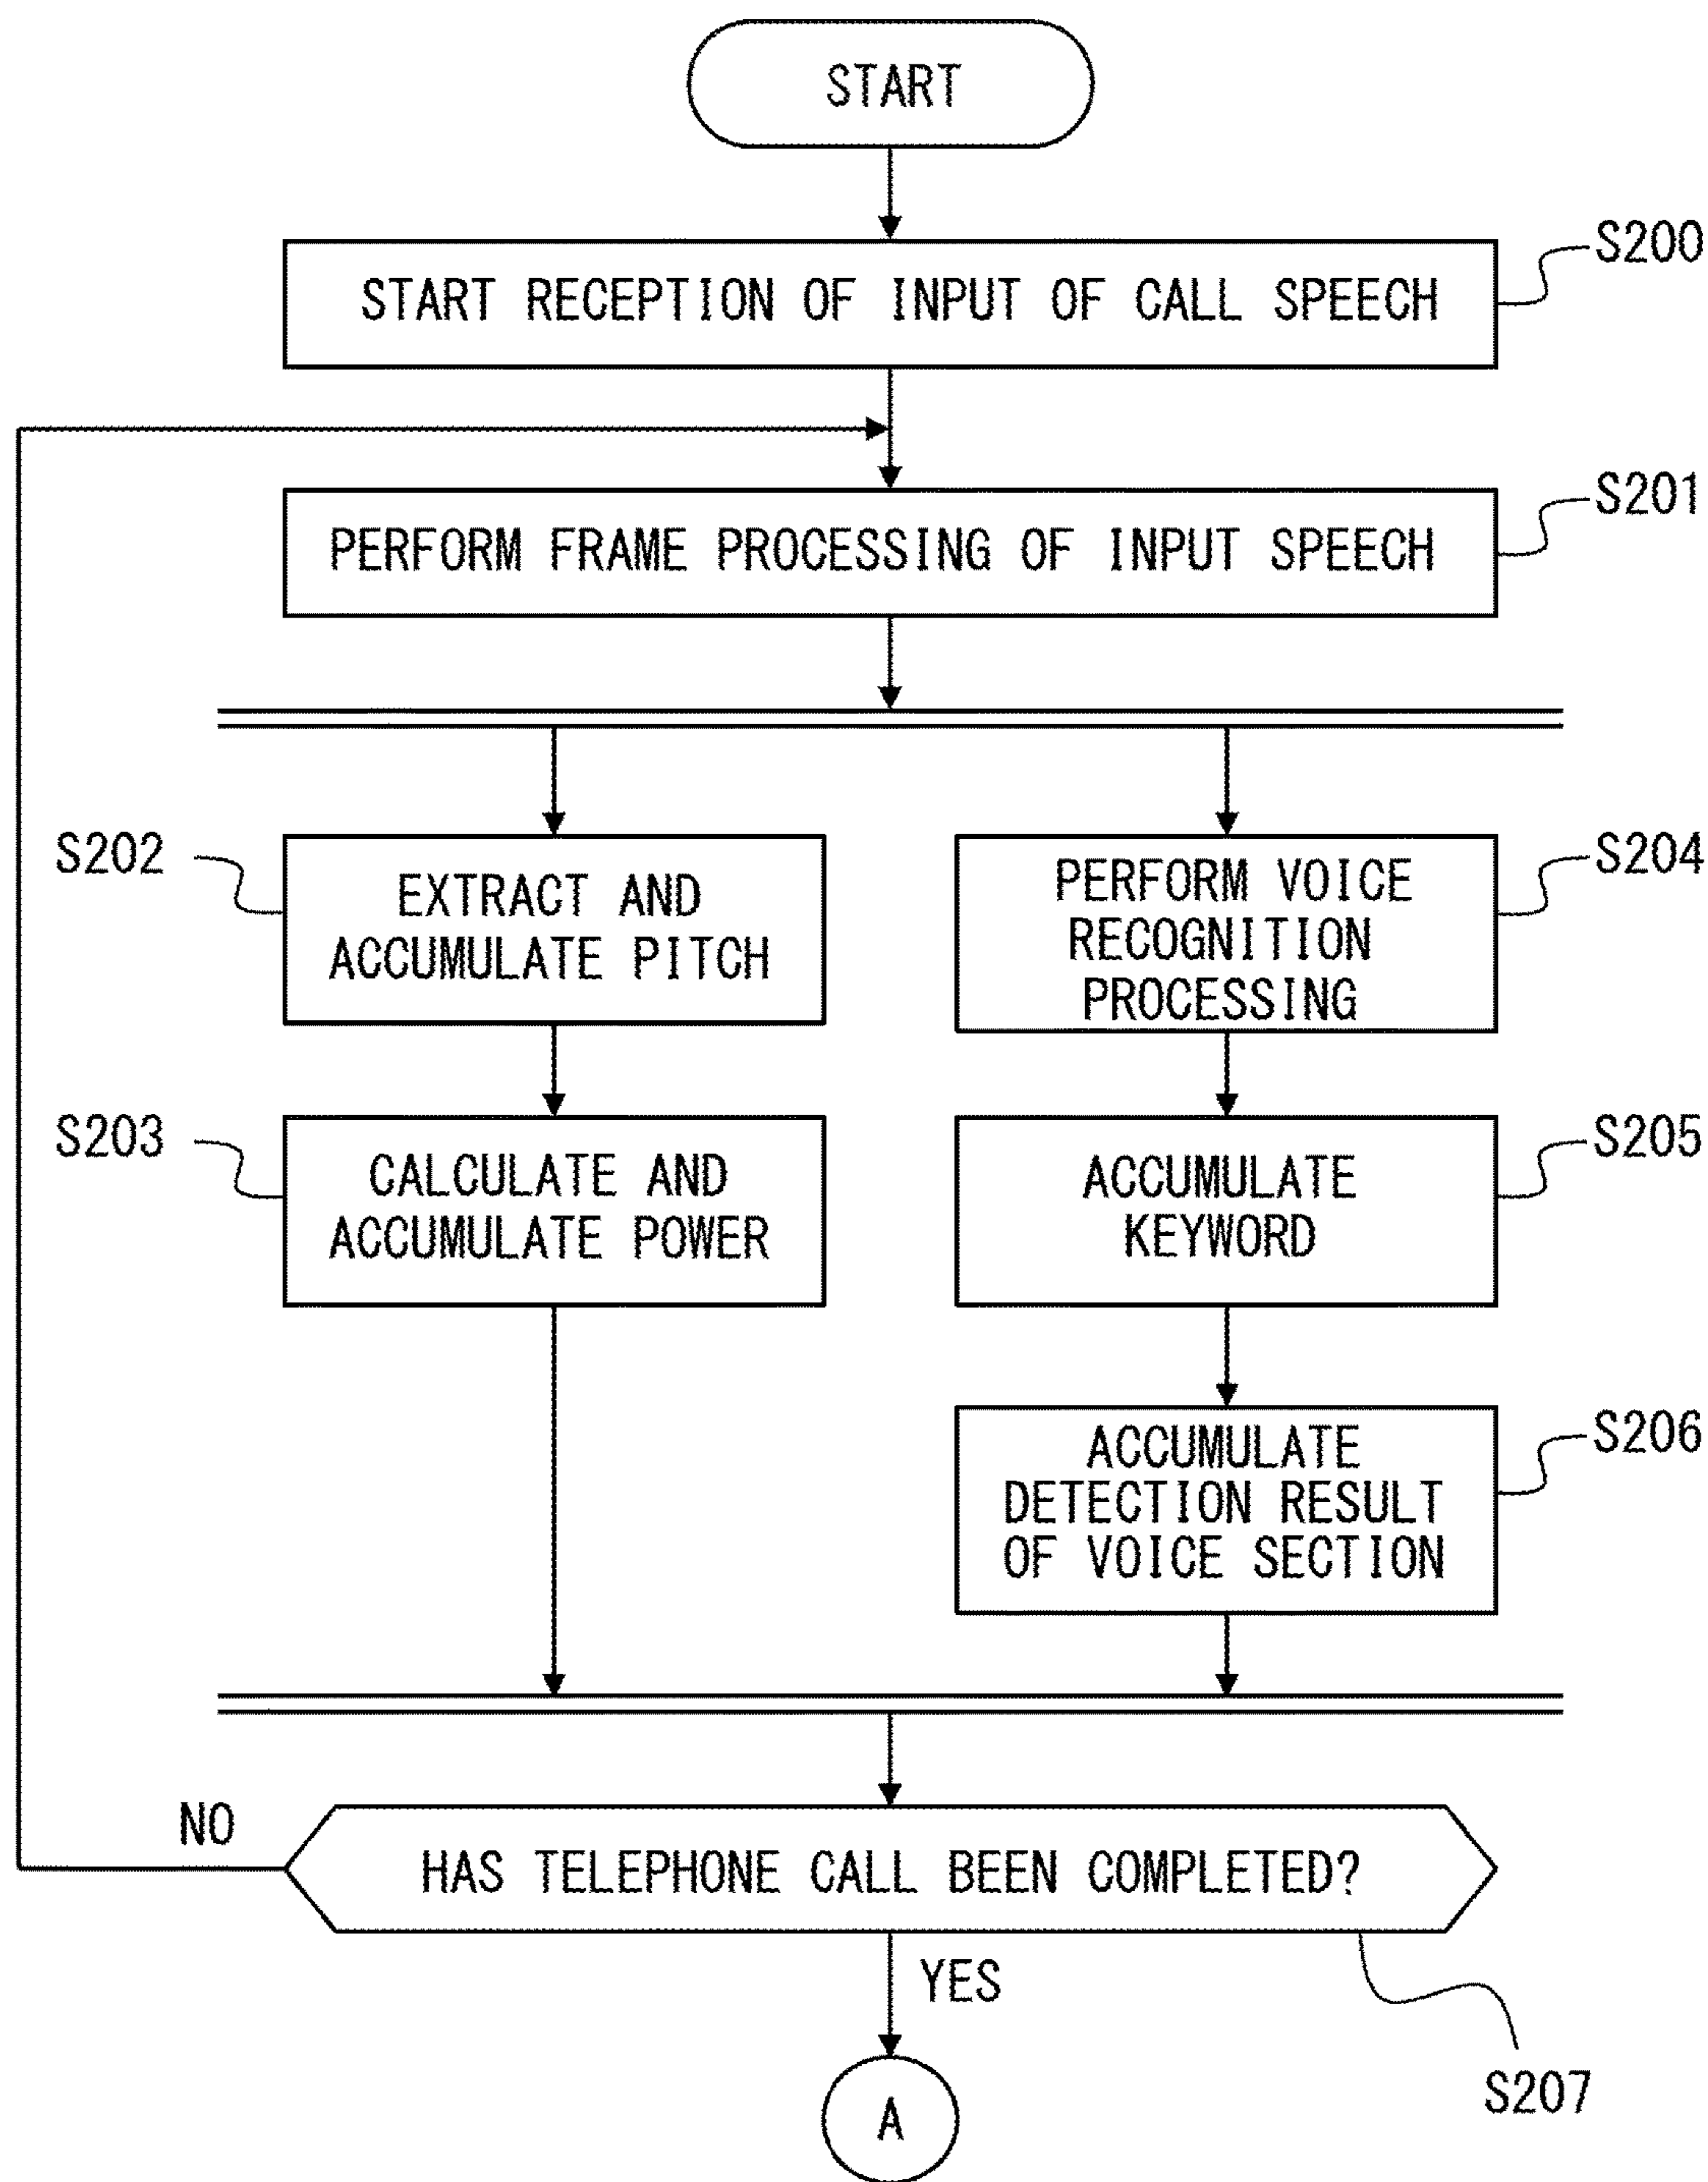 START
S200
START RECEPTION OF INPUT OF CALL SPEECH
S201
PERFORM FRAME PROCESSING OF INPUT SPEECH
S202
EXTRACT AND
ACCUMULATE PITCH
S203
CALCULATE AND
ACCUMULATE POWER
S204
PERFORM VOICE
RECOGNITION
PROCESSING
S205
ACCUMULATE
KEYWORD
S206
ACCUMULATE
DETECTION RESULT
OF VOICE SECTION
NO
HAS TELEPHONE CALL BEEN COMPLETED?
YES
S207
A